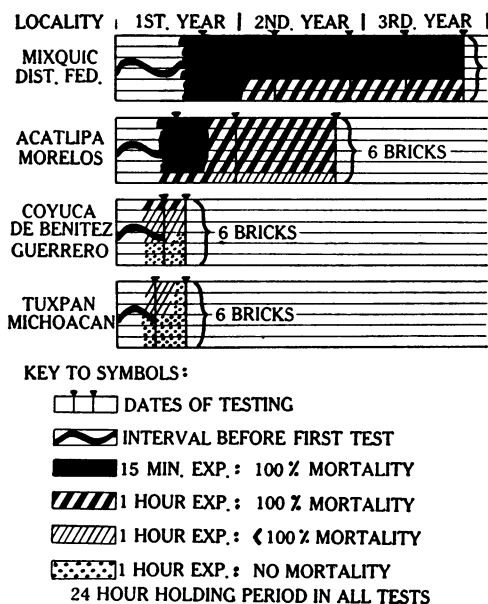 LOCALITY | 1ST. YEAR | 2ND. YEAR | 3RD. YEAR |
MIXQUIC
DIST. FED.
ACATLIPA
MORELOS
6 BRICKS
COYUCA
DE BENITEZ
GUERRERO
6 BRICKS
TUXPAN
MICHOACAN
6 BRICKS
KEY TO SYMBOLS:
DATES OF TESTING
INTERVAL BEFORE FIRST TEST
15 MIN. EXP.: 100% MORTALITY
1 HOUR EXP.: 100% MORTALITY
1 HOUR EXP.: <100% MORTALITY
1 HOUR EXP.: NO MORTALITY
24 HOUR HOLDING PERIOD IN ALL TESTS